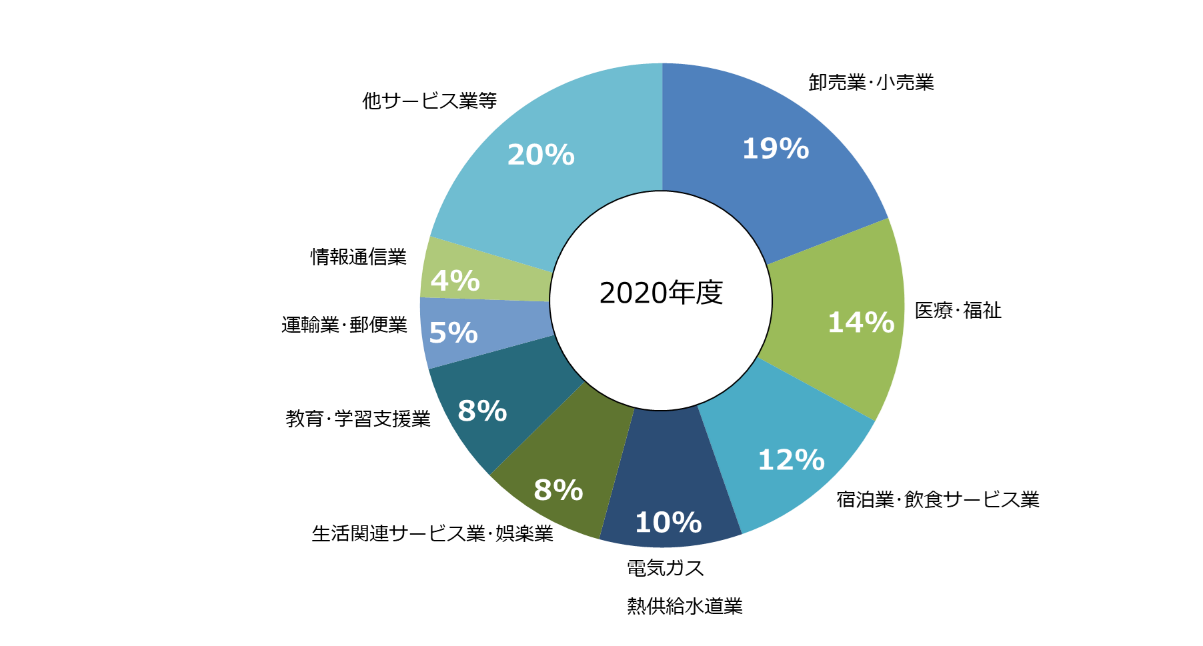 卸売業･小売業
19%
医療･福祉
14%
宿泊業･飲食サービス業
12%
電気ガス
熱供給水道業
10%
生活関連サービス業･娯楽業
8%
教育･学習支援業
8%
運輸業･郵便業
5%
情報通信業
4%
他サービス業等
20%
2020年度